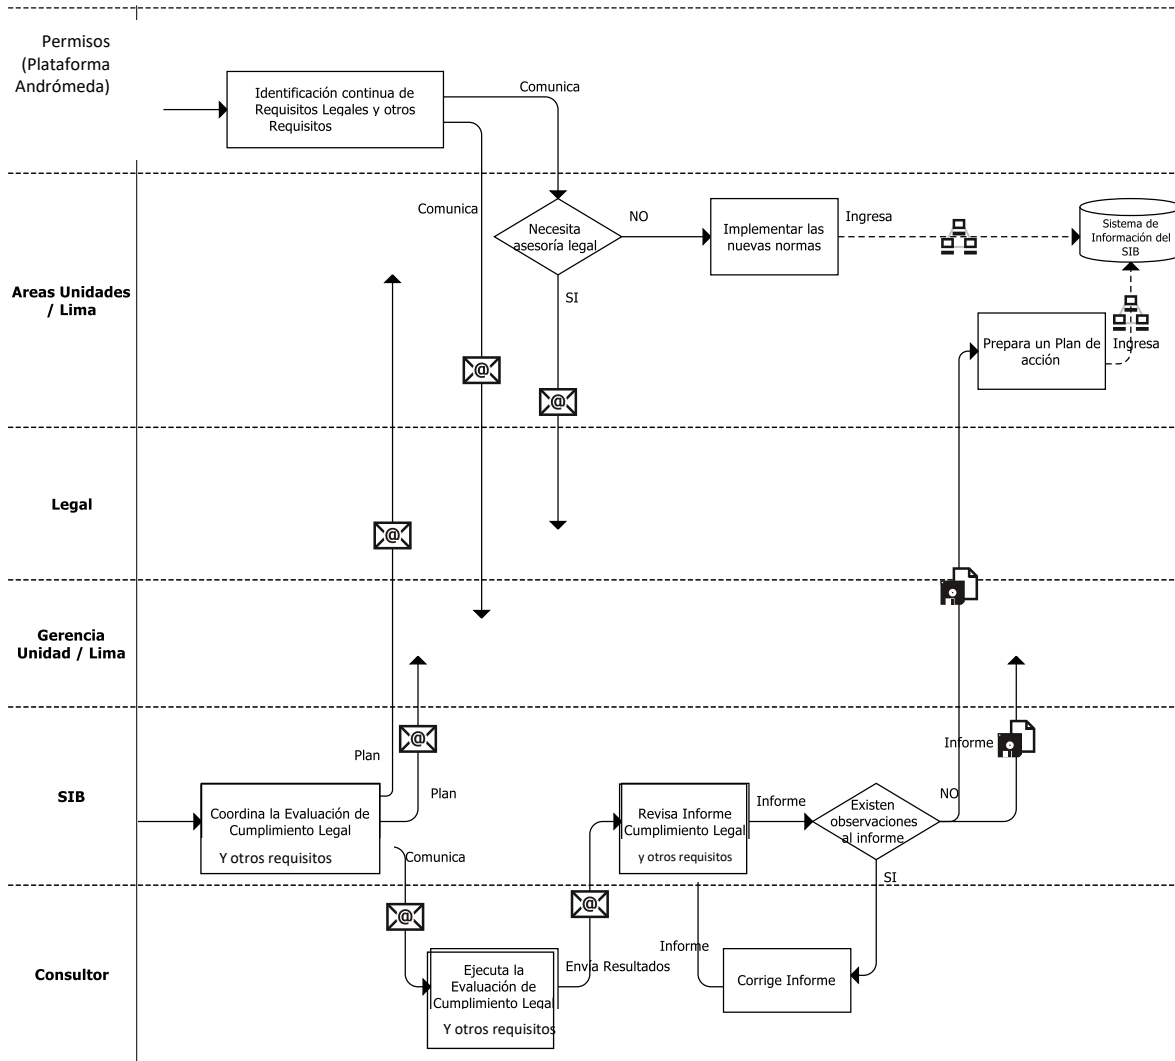 Permisos
(Plataforma
Andrómeda)
Identificación continua de
Requisitos Legales y otros
Requisitos
Comunica
Comunica
Areas Unidades
/ Lima
Necesita
asesoría legal
NO
SI
Implementar las
nuevas normas
Ingresa
Sistema de
Información del
SIB
Prepara un Plan de
acción
Ingresa
@
@
Legal
@
Gerencia
Unidad / Lima
@
SIB
Plan
Plan
Coordina la Evaluación de
Cumplimiento Legal
Y otros requisitos
Comunica
Revisa Informe
Cumplimiento Legal
y otros requisitos
Informe
Existen
observaciones
al informe
NO
Informe
SI
Consultor
@
@
Ejecuta la
Evaluación de
Cumplimiento Legal
Y otros requisitos
Envía Resultados
Informe
Corrige Informe